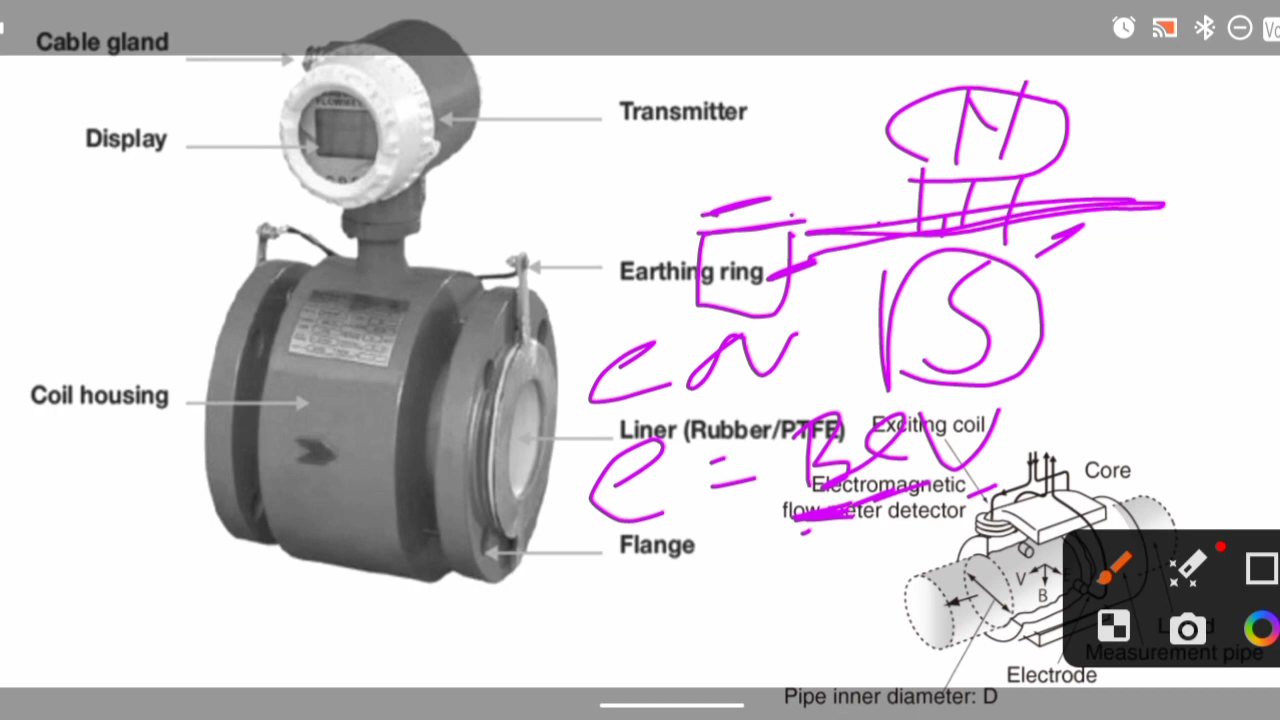 Cable gland
Display
Coil housing
Transmitter
Earthing ring
Liner (Rubber/PTFE)
Flange
N
S
e α v
e = Bev
Exciting coil
Core
Electromagnetic
flow meter detector
V
B
E
Electrode
Measurement pipe
Pipe inner diameter: D